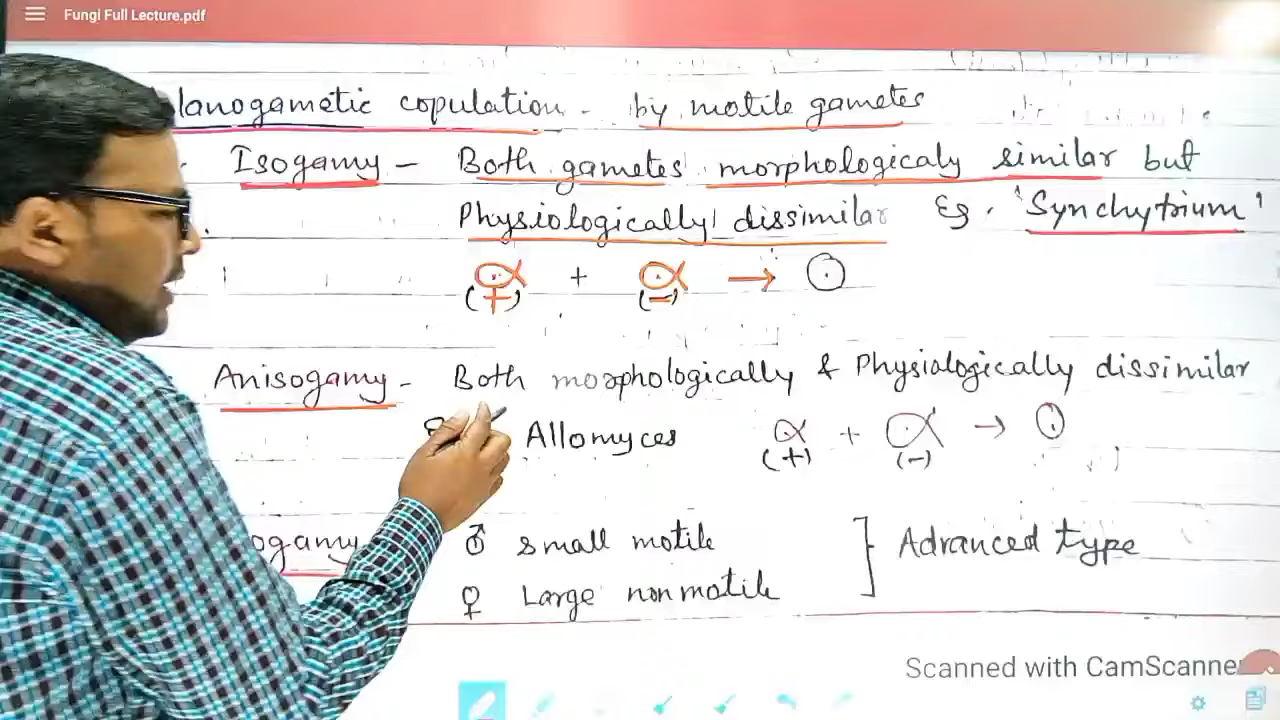 Fungi Full Lecture.pdf
lanogametic copulation - by motile gametes
Isogamy - Both gametes morphologicaly similar but
Physiologically dissimilar Eg. 'Synchytrium'
+ →
(+) (-)
Anisogamy - Both morphologically & Physiologically dissimilar
Allomyces + →
(+) (-)
ogamy ♂ small motile
♀ Large nonmotile } Advanced type
Scanned with CamScanne